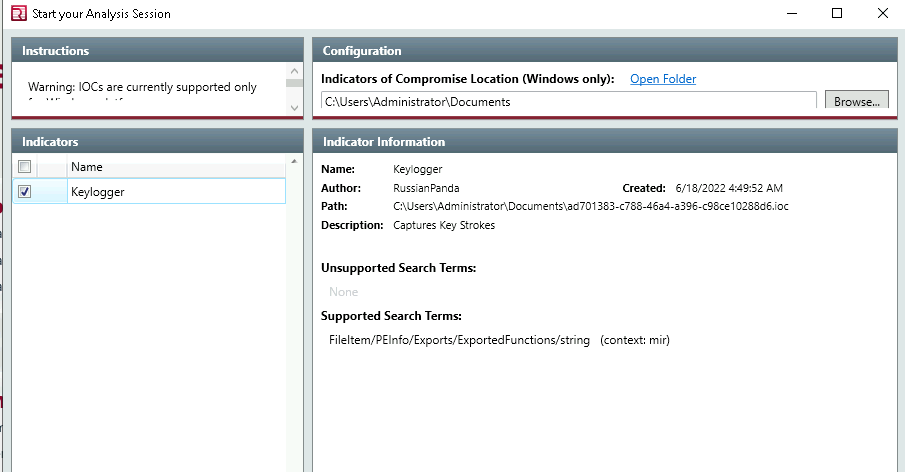 Start your Analysis Session
Instructions
Warning: IOCs are currently supported only
Configuration
Indicators of Compromise Location (Windows only): Open Folder
C:\Users\Administrator\Documents Browse...
Indicators
Name
Keylogger
Indicator Information
Name: Keylogger
Author: RussianPanda Created: 6/18/2022 4:49:52 AM
Path: C:\Users\Administrator\Documents\ad701383-c788-46a4-a396-c98ce10288d6.ioc
Description: Captures Key Strokes
Unsupported Search Terms:
None
Supported Search Terms:
FileItem/PEInfo/Exports/ExportedFunctions/string (context: mir)